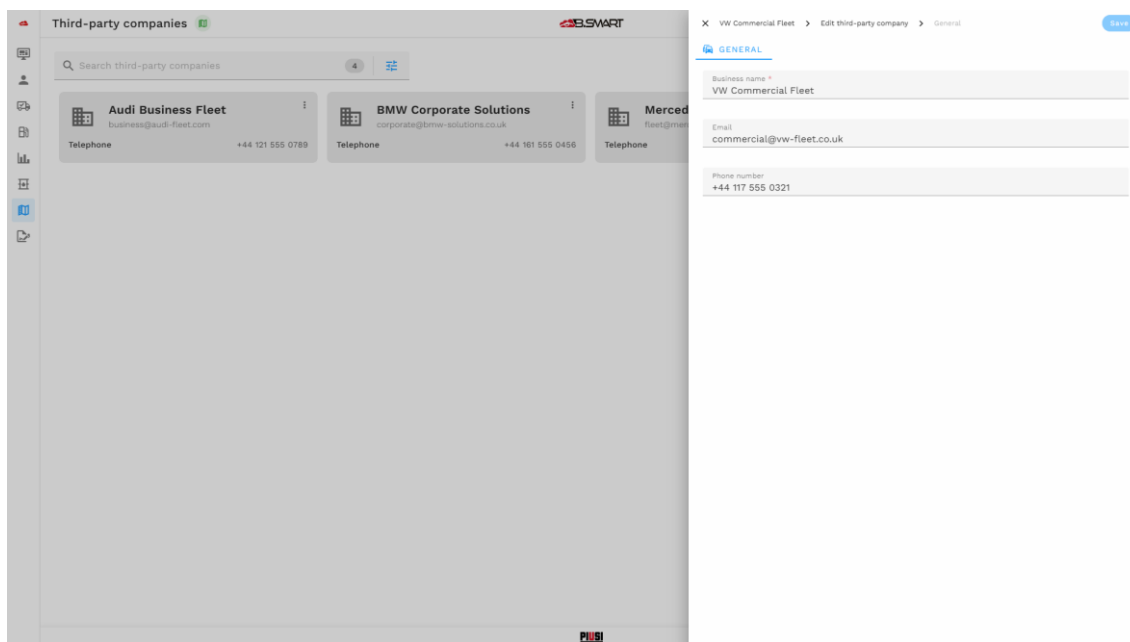 Third-party companies
B.SMART
VW Commercial Fleet > Edit third-party company > General
Save
GENERAL
Search third-party companies
4
Business name *
VW Commercial Fleet
Audi Business Fleet
business@audi-fleet.com
Telephone +44 121 555 0789
BMW Corporate Solutions
corporate@bmw-solutions.co.uk
Telephone +44 161 555 0456
Merced
fleet@mer
Telephone
Email
commercial@vw-fleet.co.uk
Phone number
+44 117 555 0321
PIUSI